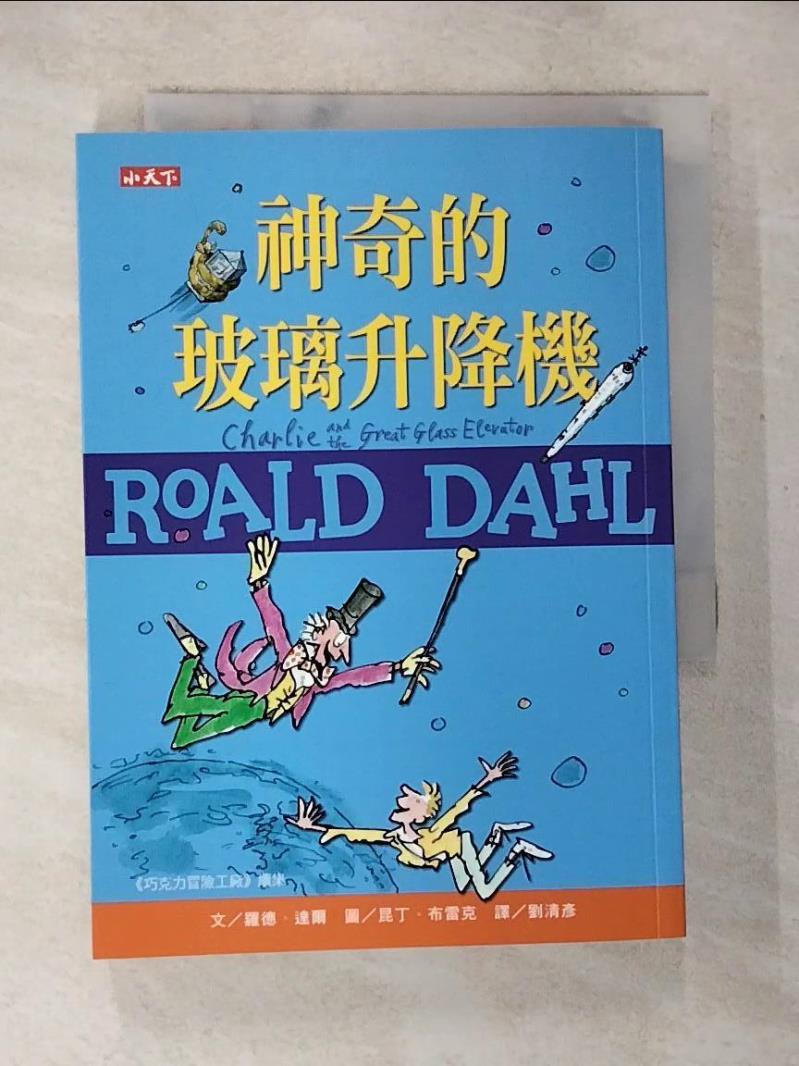 小天下
神奇的
玻璃升降機
Charlie and the Great Glass Elevator
ROALD DAHL
《巧克力冒險工廠》續集
文／羅德‧達爾 圖／昆丁‧布雷克 譯／劉清彥